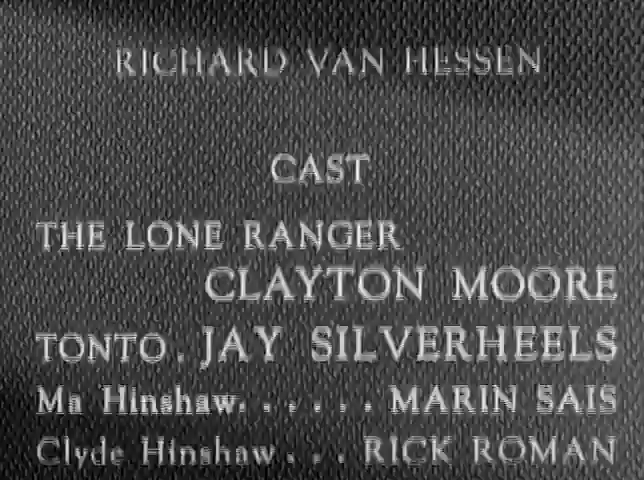 RICHARD VAN HESSEN
CAST
THE LONE RANGER
CLAYTON MOORE
TONTO . JAY SILVERHEELS
Ma Hinshaw. . . . . . MARIN SAIS
Clyde Hinshaw . . . RICK ROMAN